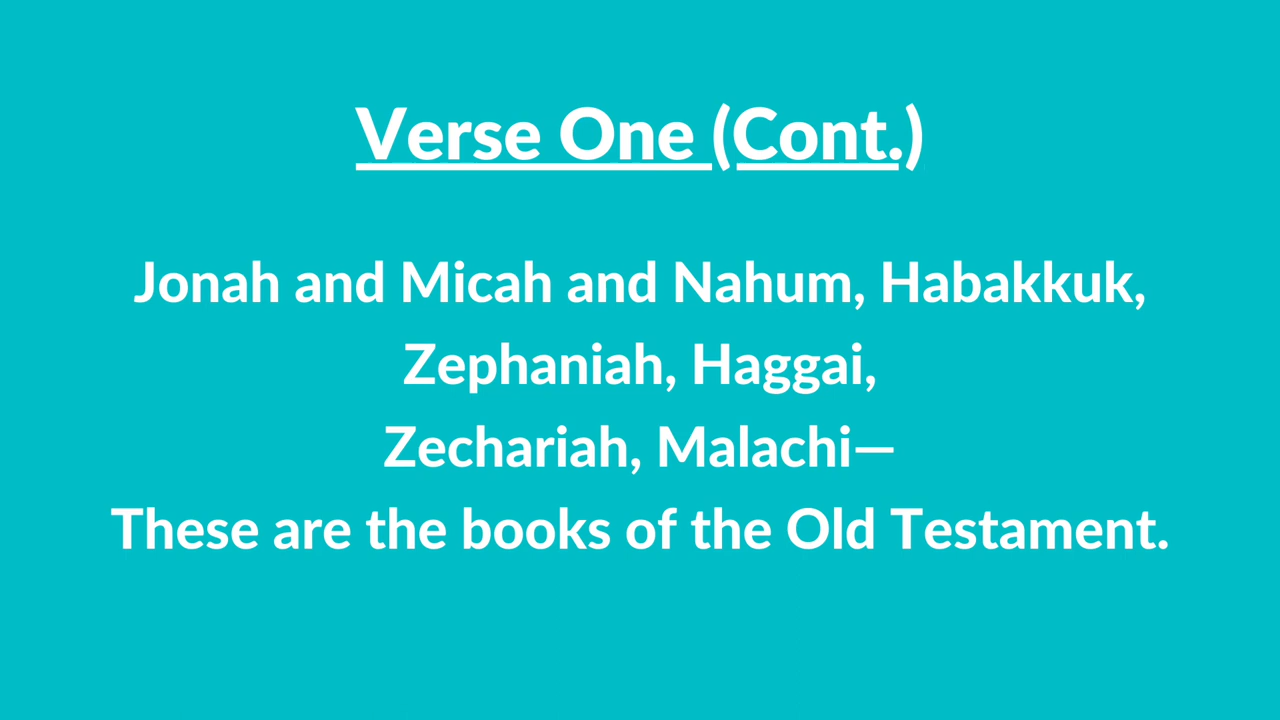 Verse One (Cont.)
Jonah and Micah and Nahum, Habakkuk,
Zephaniah, Haggai,
Zechariah, Malachi—
These are the books of the Old Testament.